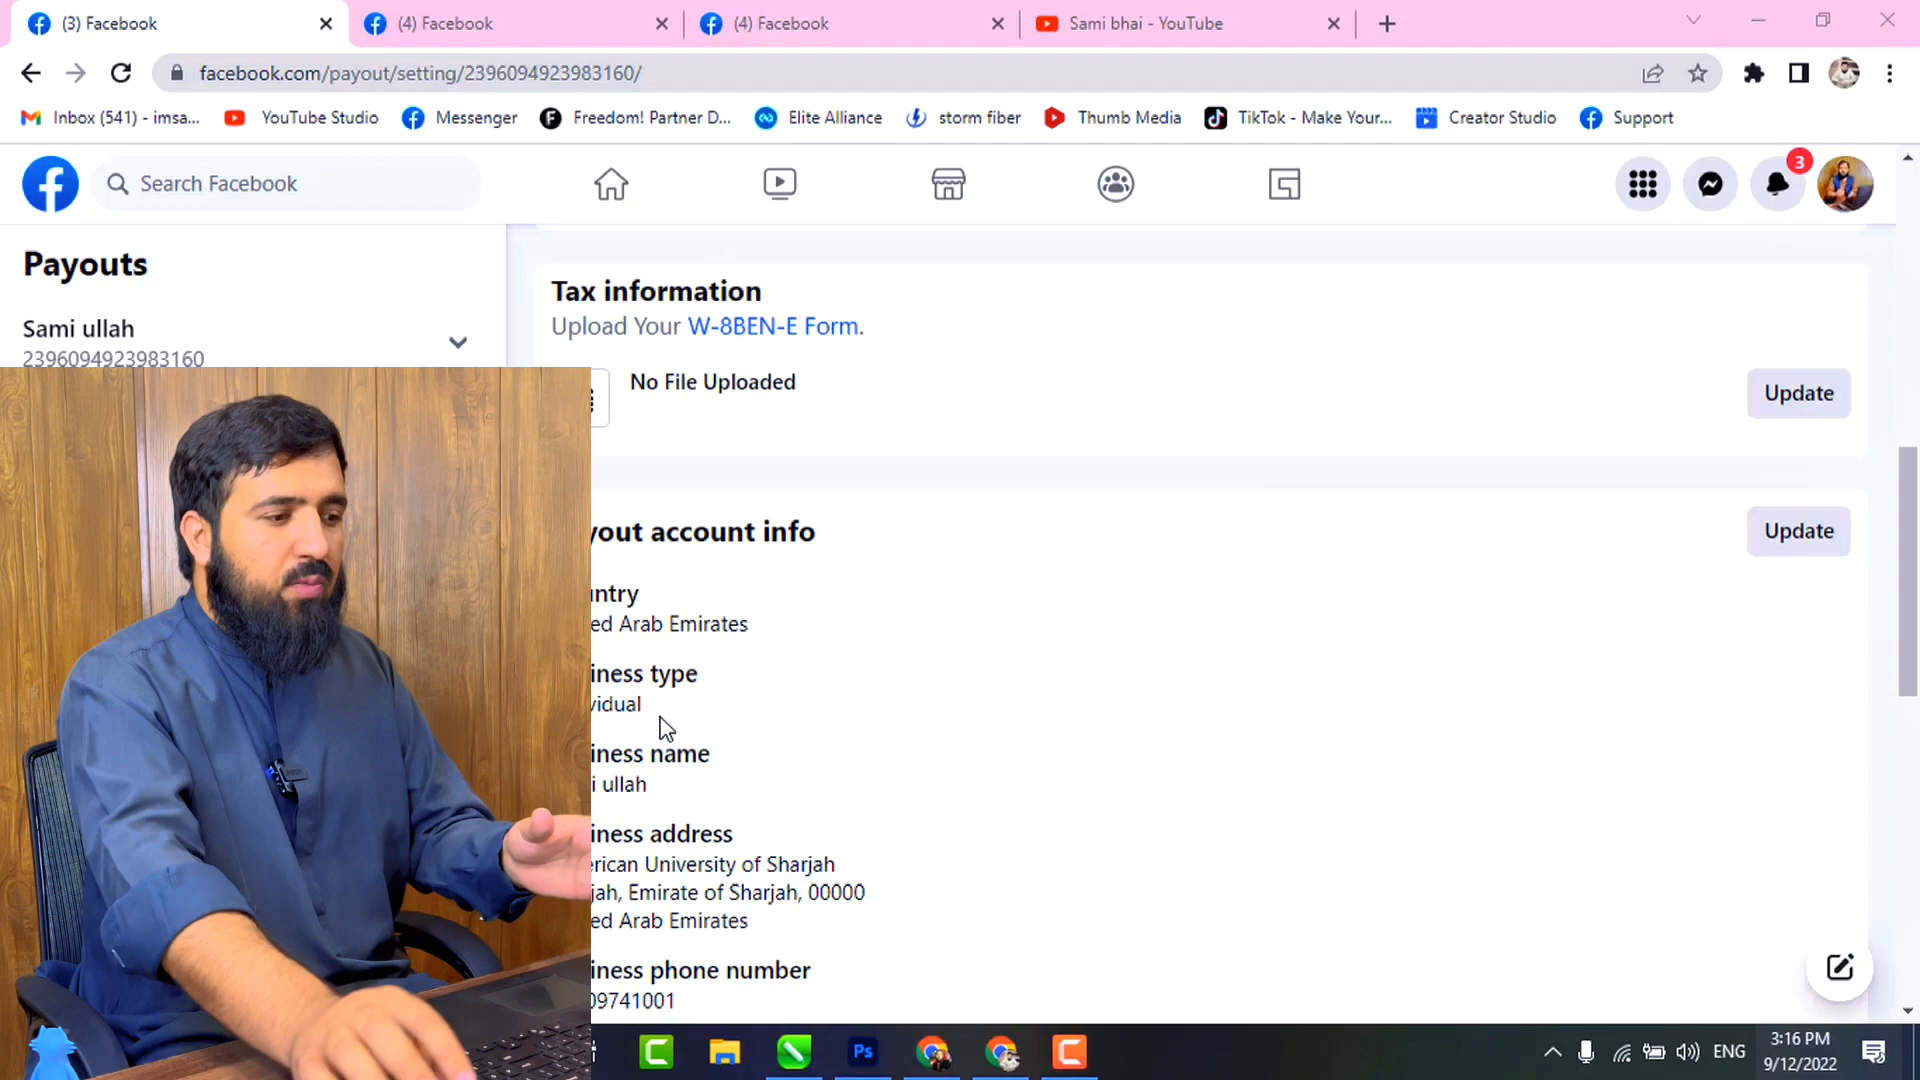 (3) Facebook
(4) Facebook
(4) Facebook
Sami bhai - YouTube
facebook.com/payout/setting/2396094923983160/
Inbox (541) - imsa...
YouTube Studio
Messenger
Freedom! Partner D...
Elite Alliance
storm fiber
Thumb Media
TikTok - Make Your...
Creator Studio
Support
Search Facebook
3
Payouts
Sami ullah
2396094923983160
Tax information
Upload Your W-8BEN-E Form.
No File Uploaded
Update
yout account info
Update
ntry
ed Arab Emirates
iness type
vidual
iness name
i ullah
iness address
erican University of Sharjah
jah, Emirate of Sharjah, 00000
ed Arab Emirates
iness phone number
09741001
Ps
ENG
3:16 PM
9/12/2022